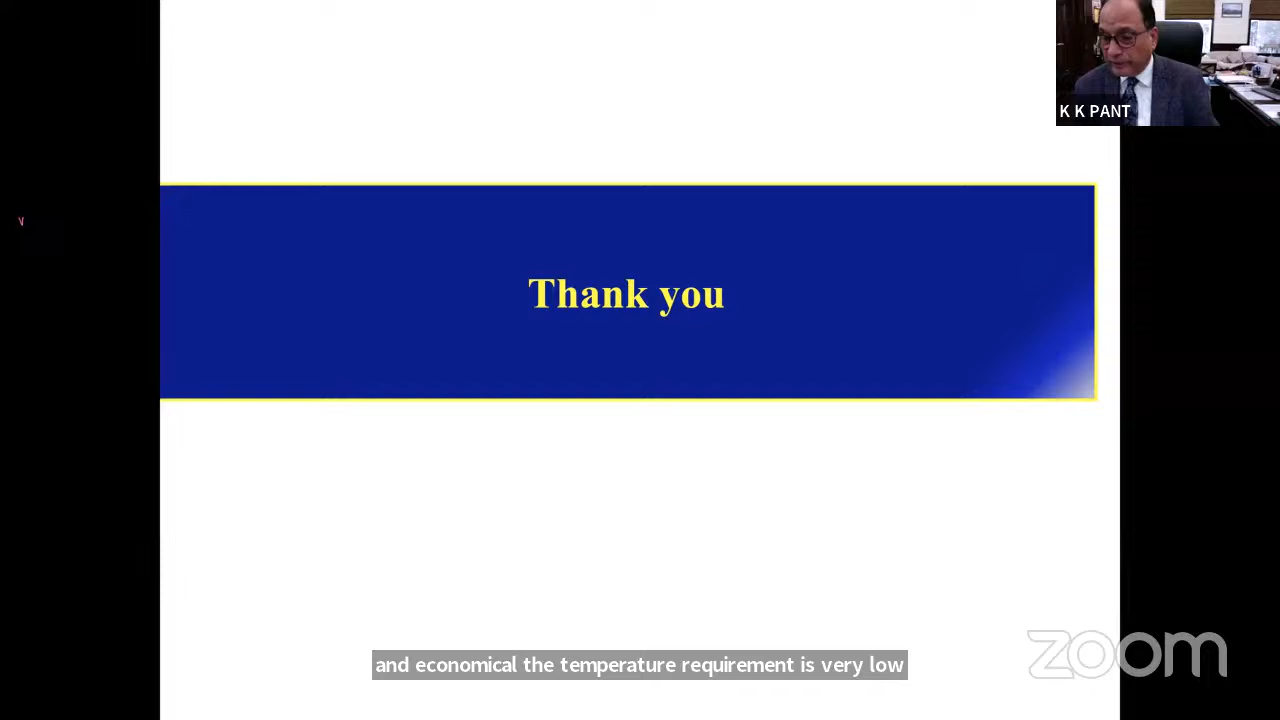 K K PANT
Thank you
and economical the temperature requirement is very low
zoom